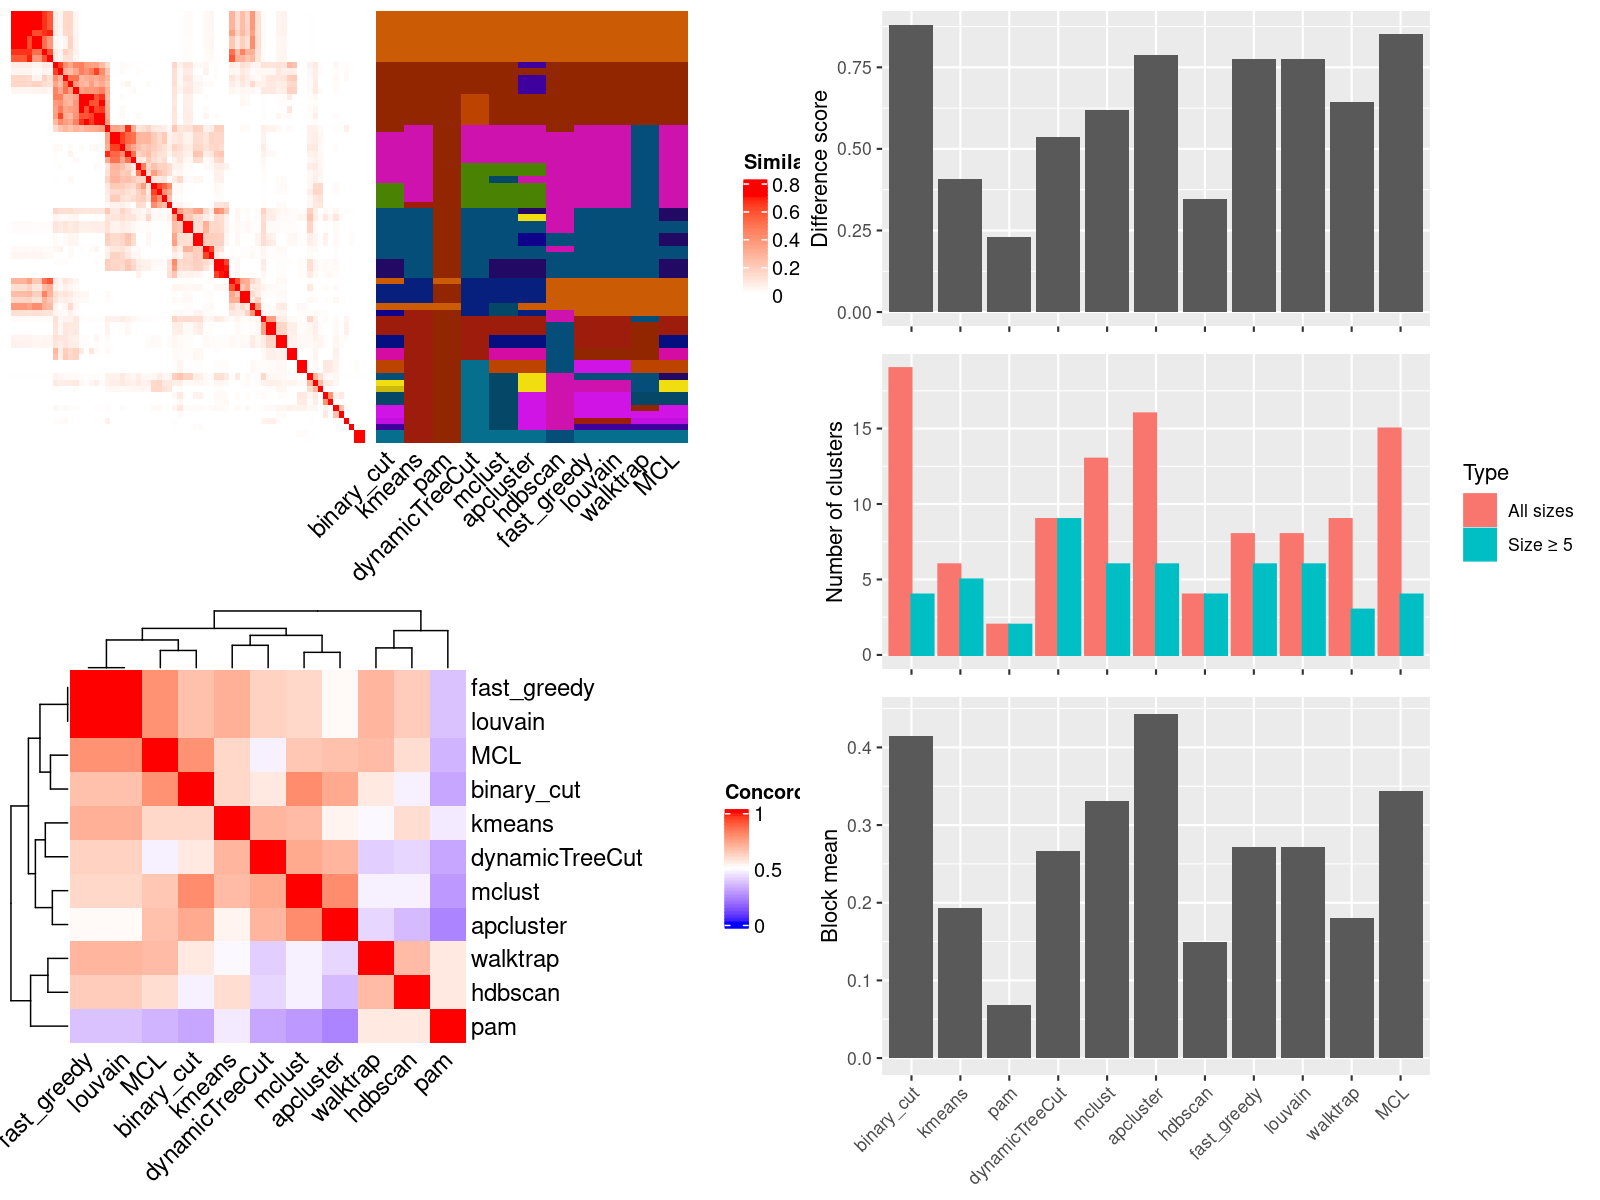 Simila
0.8
0.6
0.4
0.2
0
binary_cut
kmeans
pam
dynamicTreeCut
mclust
apcluster
hdbscan
fast_greedy
louvain
walktrap
MCL
fast_greedy
louvain
MCL
binary_cut
kmeans
dynamicTreeCut
mclust
apcluster
walktrap
hdbscan
pam
Concord
1
0.5
0
fast_greedy
louvain
MCL
binary_cut
kmeans
dynamicTreeCut
mclust
apcluster
walktrap
hdbscan
pam
Difference score
0.75
0.50
0.25
0.00
Number of clusters
15
10
5
0
Type
All sizes
Size ≥ 5
Block mean
0.4
0.3
0.2
0.1
0.0
binary_cut
kmeans
pam
dynamicTreeCut
mclust
apcluster
hdbscan
fast_greedy
louvain
walktrap
MCL